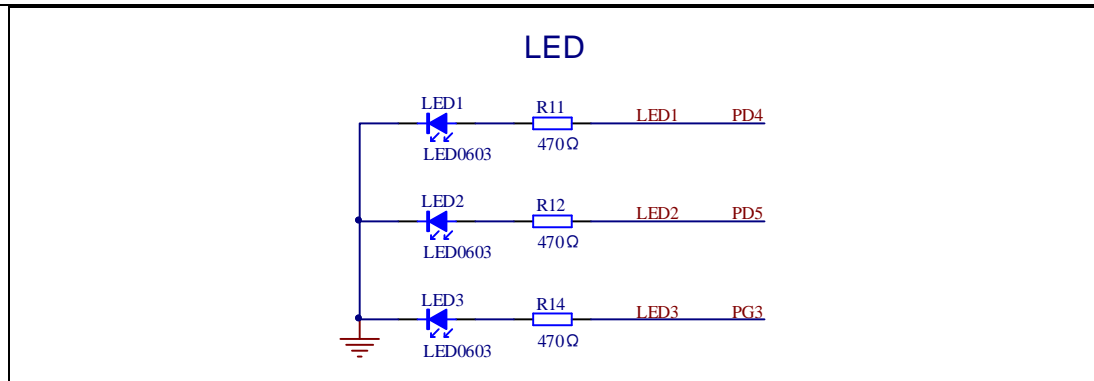 LED
LED1 R11 LED1 PD4
LED0603 470Ω
LED2 R12 LED2 PD5
LED0603 470Ω
LED3 R14 LED3 PG3
LED0603 470Ω